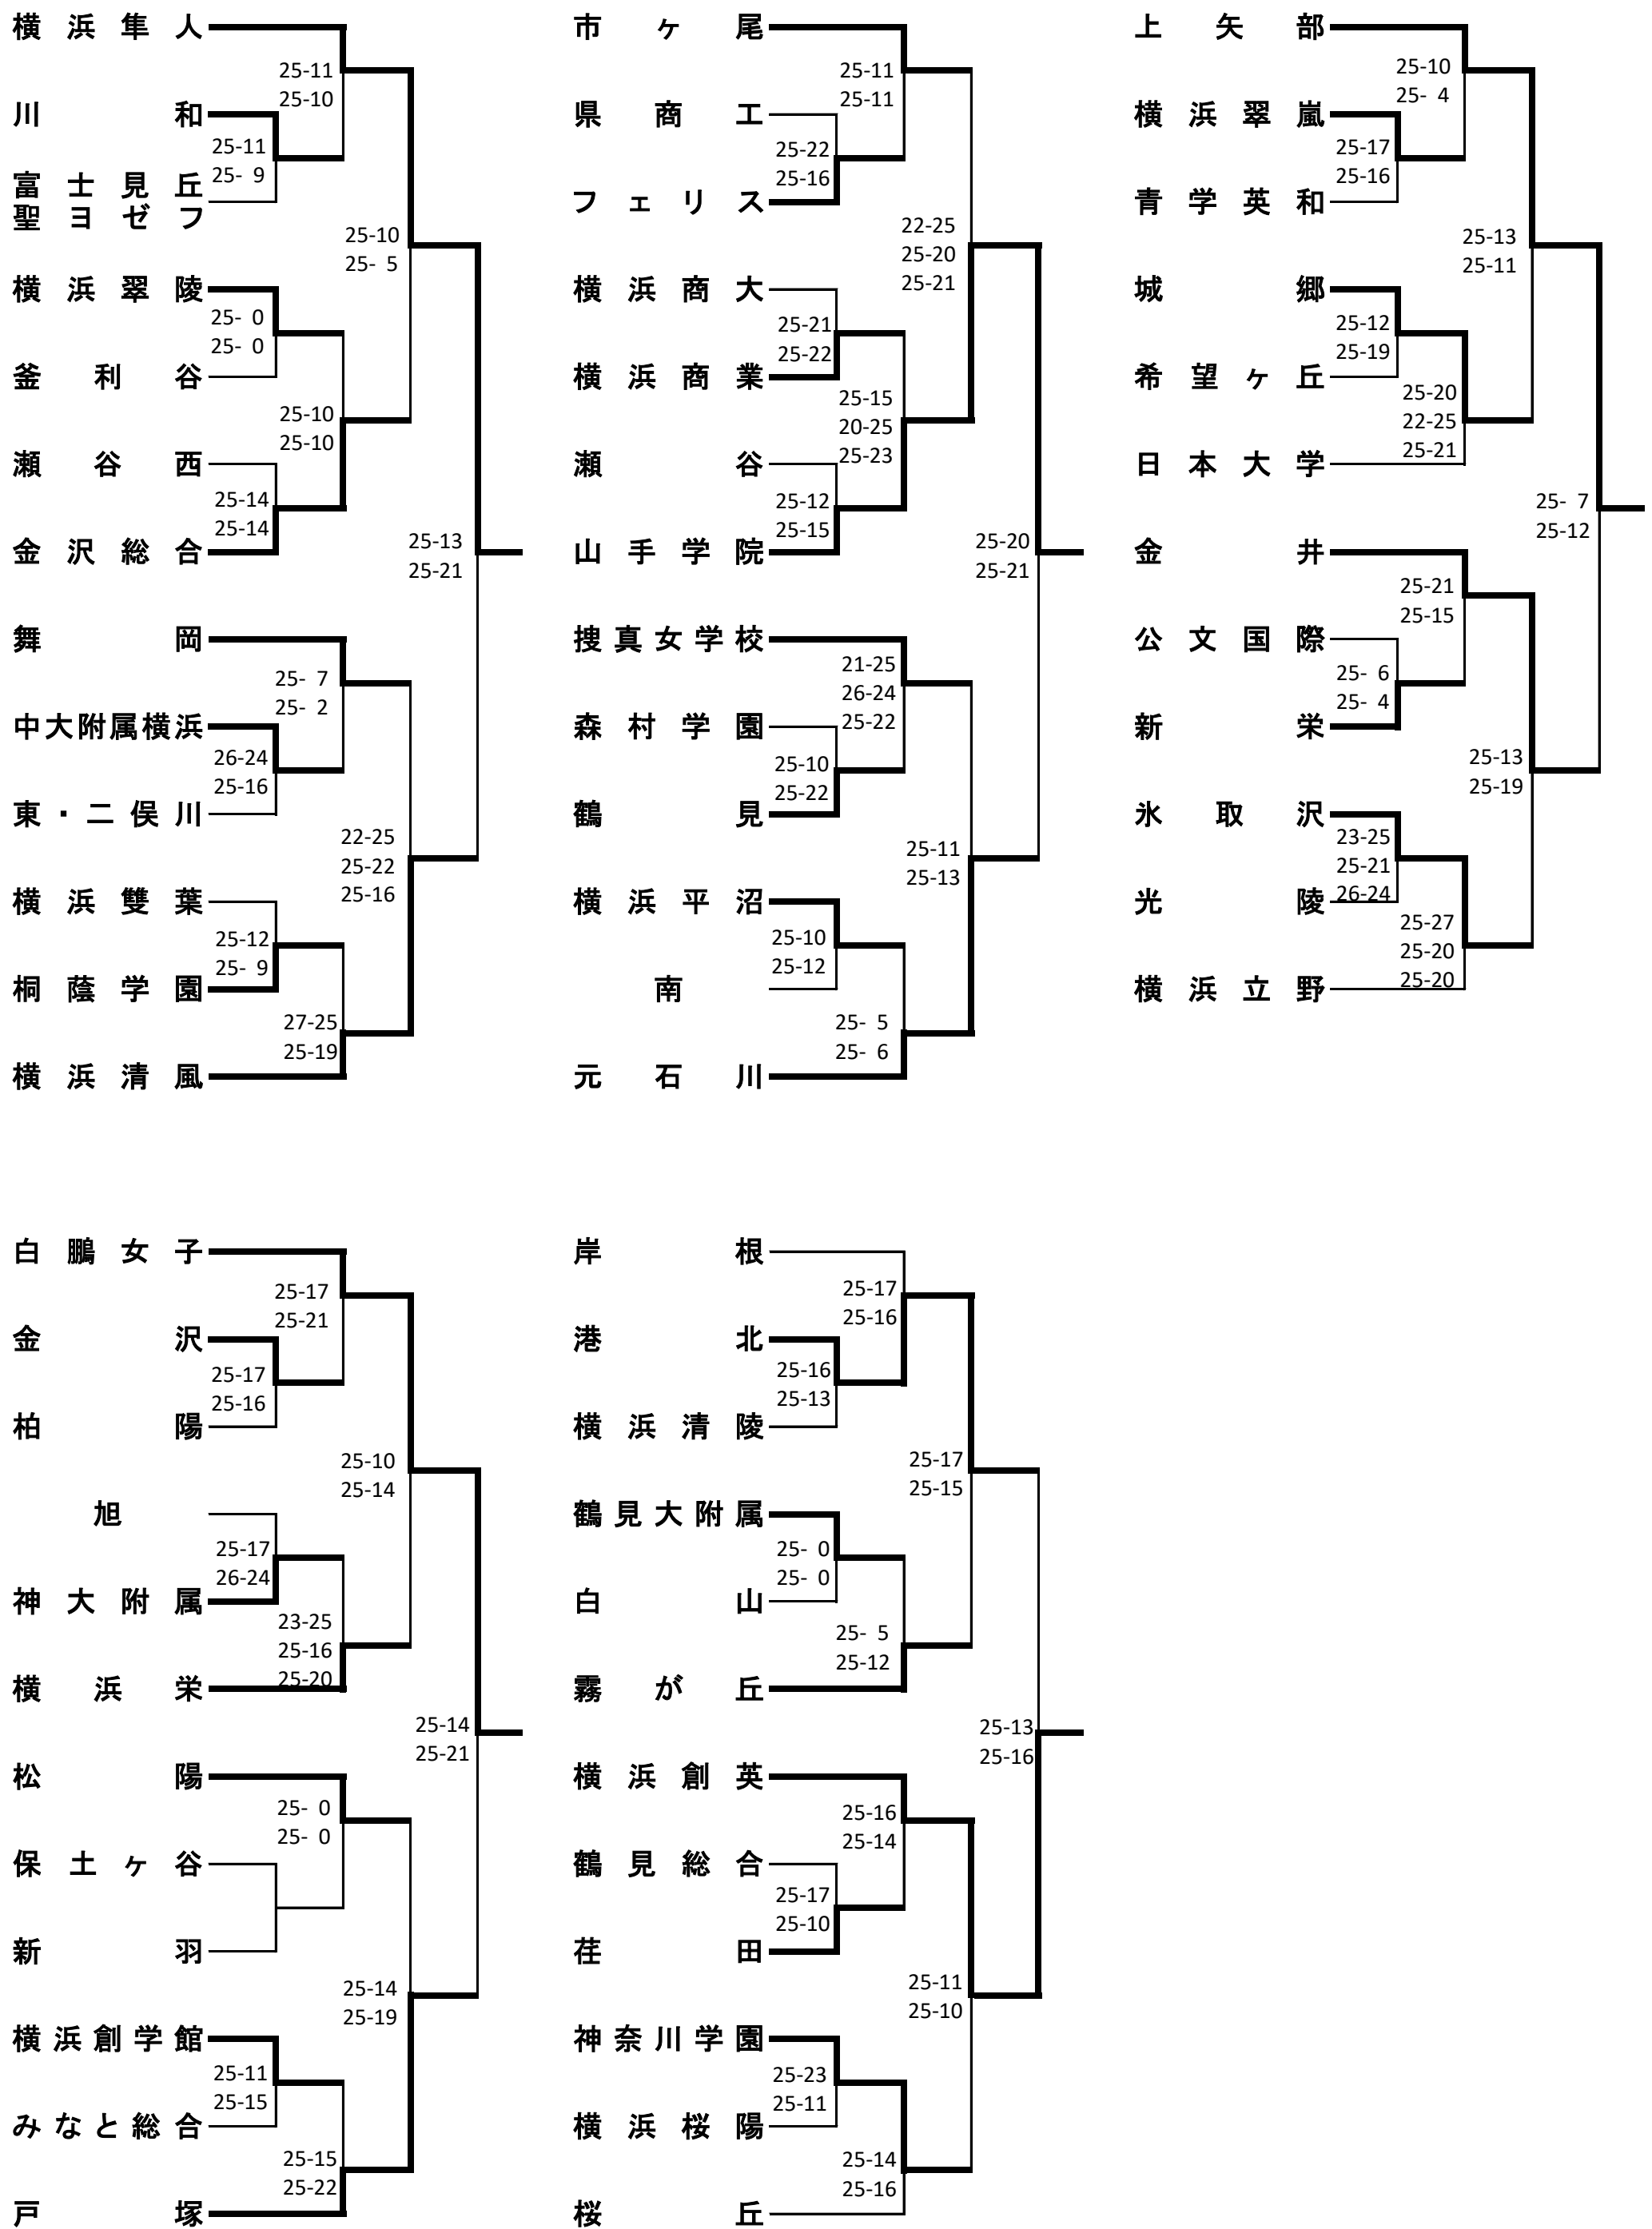 横浜隼人
25-11
25-10
川和
25-11
25- 9
富士見丘
聖ヨゼフ
25-10
25- 5
横浜翠陵
25- 0
25- 0
釜利谷
25-10
25-10
瀬谷西
25-14
25-14
金沢総合
25-13
25-21
舞岡
25- 7
25- 2
中大附属横浜
26-24
25-16
東・二俣川
22-25
25-22
25-16
横浜雙葉
25-12
25- 9
桐蔭学園
27-25
25-19
横浜清風
市ヶ尾
25-11
25-11
県商工
25-22
25-16
フェリス
22-25
25-20
25-21
横浜商大
25-21
25-22
横浜商業
25-15
20-25
25-23
瀬谷
25-12
25-15
山手学院
25-20
25-21
捜真女学校
21-25
26-24
25-22
森村学園
25-10
25-22
鶴見
25-11
25-13
横浜平沼
25-10
25-12
南
25- 5
25- 6
元石川
上矢部
25-10
25- 4
横浜翠嵐
25-17
25-16
青学英和
25-13
25-11
城郷
25-12
25-19
希望ヶ丘
25-20
22-25
25-21
日本大学
25- 7
25-12
金井
25-21
25-15
公文国際
25- 6
25- 4
新栄
25-13
25-19
氷取沢
23-25
25-21
26-24
光陵
25-27
25-20
25-20
横浜立野
白鵬女子
25-17
25-21
金沢
25-17
25-16
柏陽
25-10
25-14
旭
25-17
26-24
神大附属
23-25
25-16
25-20
横浜栄
25-14
25-21
松陽
25- 0
25- 0
保土ヶ谷
新羽
25-14
25-19
横浜創学館
25-11
25-15
みなと総合
25-15
25-22
戸塚
岸根
25-17
25-16
港北
25-16
25-13
横浜清陵
25-17
25-15
鶴見大附属
25- 0
25- 0
白山
25- 5
25-12
霧が丘
25-13
25-16
横浜創英
25-16
25-14
鶴見総合
25-17
25-10
荏田
25-11
25-10
神奈川学園
25-23
25-11
横浜桜陽
25-14
25-16
桜丘